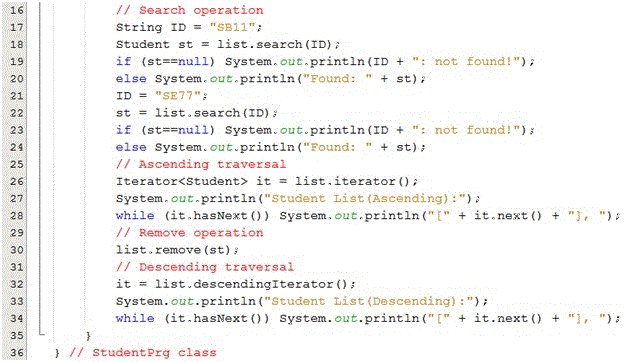 16 // Search operation
17 String ID = "SB11";
18 Student st = list.search(ID);
19 if (st==null) System.out.println(ID + ": not found!");
20 else System.out.println("Found: " + st);
21 ID = "SE77";
22 st = list.search(ID);
23 if (st==null) System.out.println(ID + ": not found!");
24 else System.out.println("Found: " + st);
25 // Ascending traversal
26 Iterator<Student> it = list.iterator();
27 System.out.println("Student List(Ascending):");
28 while (it.hasNext()) System.out.println("[" + it.next() + "], ");
29 // Remove operation
30 list.remove(st);
31 // Descending traversal
32 it = list.descendingIterator();
33 System.out.println("Student List(Descending):");
34 while (it.hasNext()) System.out.println("[" + it.next() + "], ");
35 }
36 } // StudentPrg class